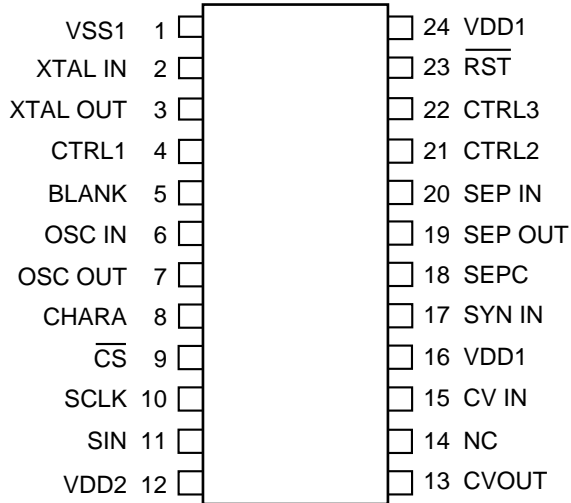 VSS1 1
XTAL IN 2
XTAL OUT 3
CTRL1 4
BLANK 5
OSC IN 6
OSC OUT 7
CHARA 8
C̅S̅ 9
SCLK 10
SIN 11
VDD2 12
24 VDD1
23 R̅S̅T̅
22 CTRL3
21 CTRL2
20 SEP IN
19 SEP OUT
18 SEPC
17 SYN IN
16 VDD1
15 CV IN
14 NC
13 CVOUT